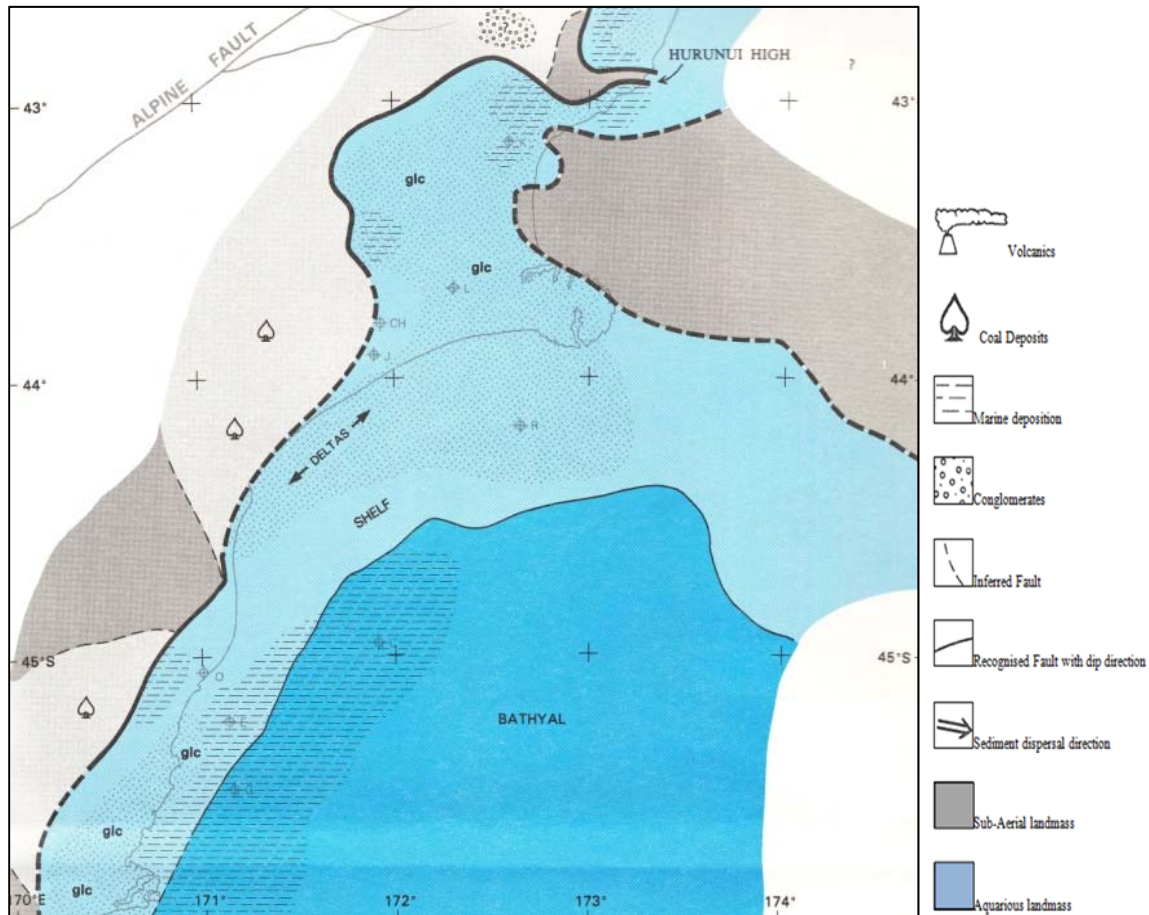 ALPINE FAULT
?
HURUNUI HIGH
?
43°
43°
K
glc
glc
L
CH
J
44°
44°
R
DELTAS
SHELF
45°S
45°S
O
BATHYAL
glc
glc
glc
170°E
171°
172°
173°
174°
Volcanics
Coal Deposits
Marine deposition
Conglomerates
Inferred Fault
Recognised Fault with dip direction
Sediment dispersal direction
Sub-Aerial landmass
Aquarious landmass